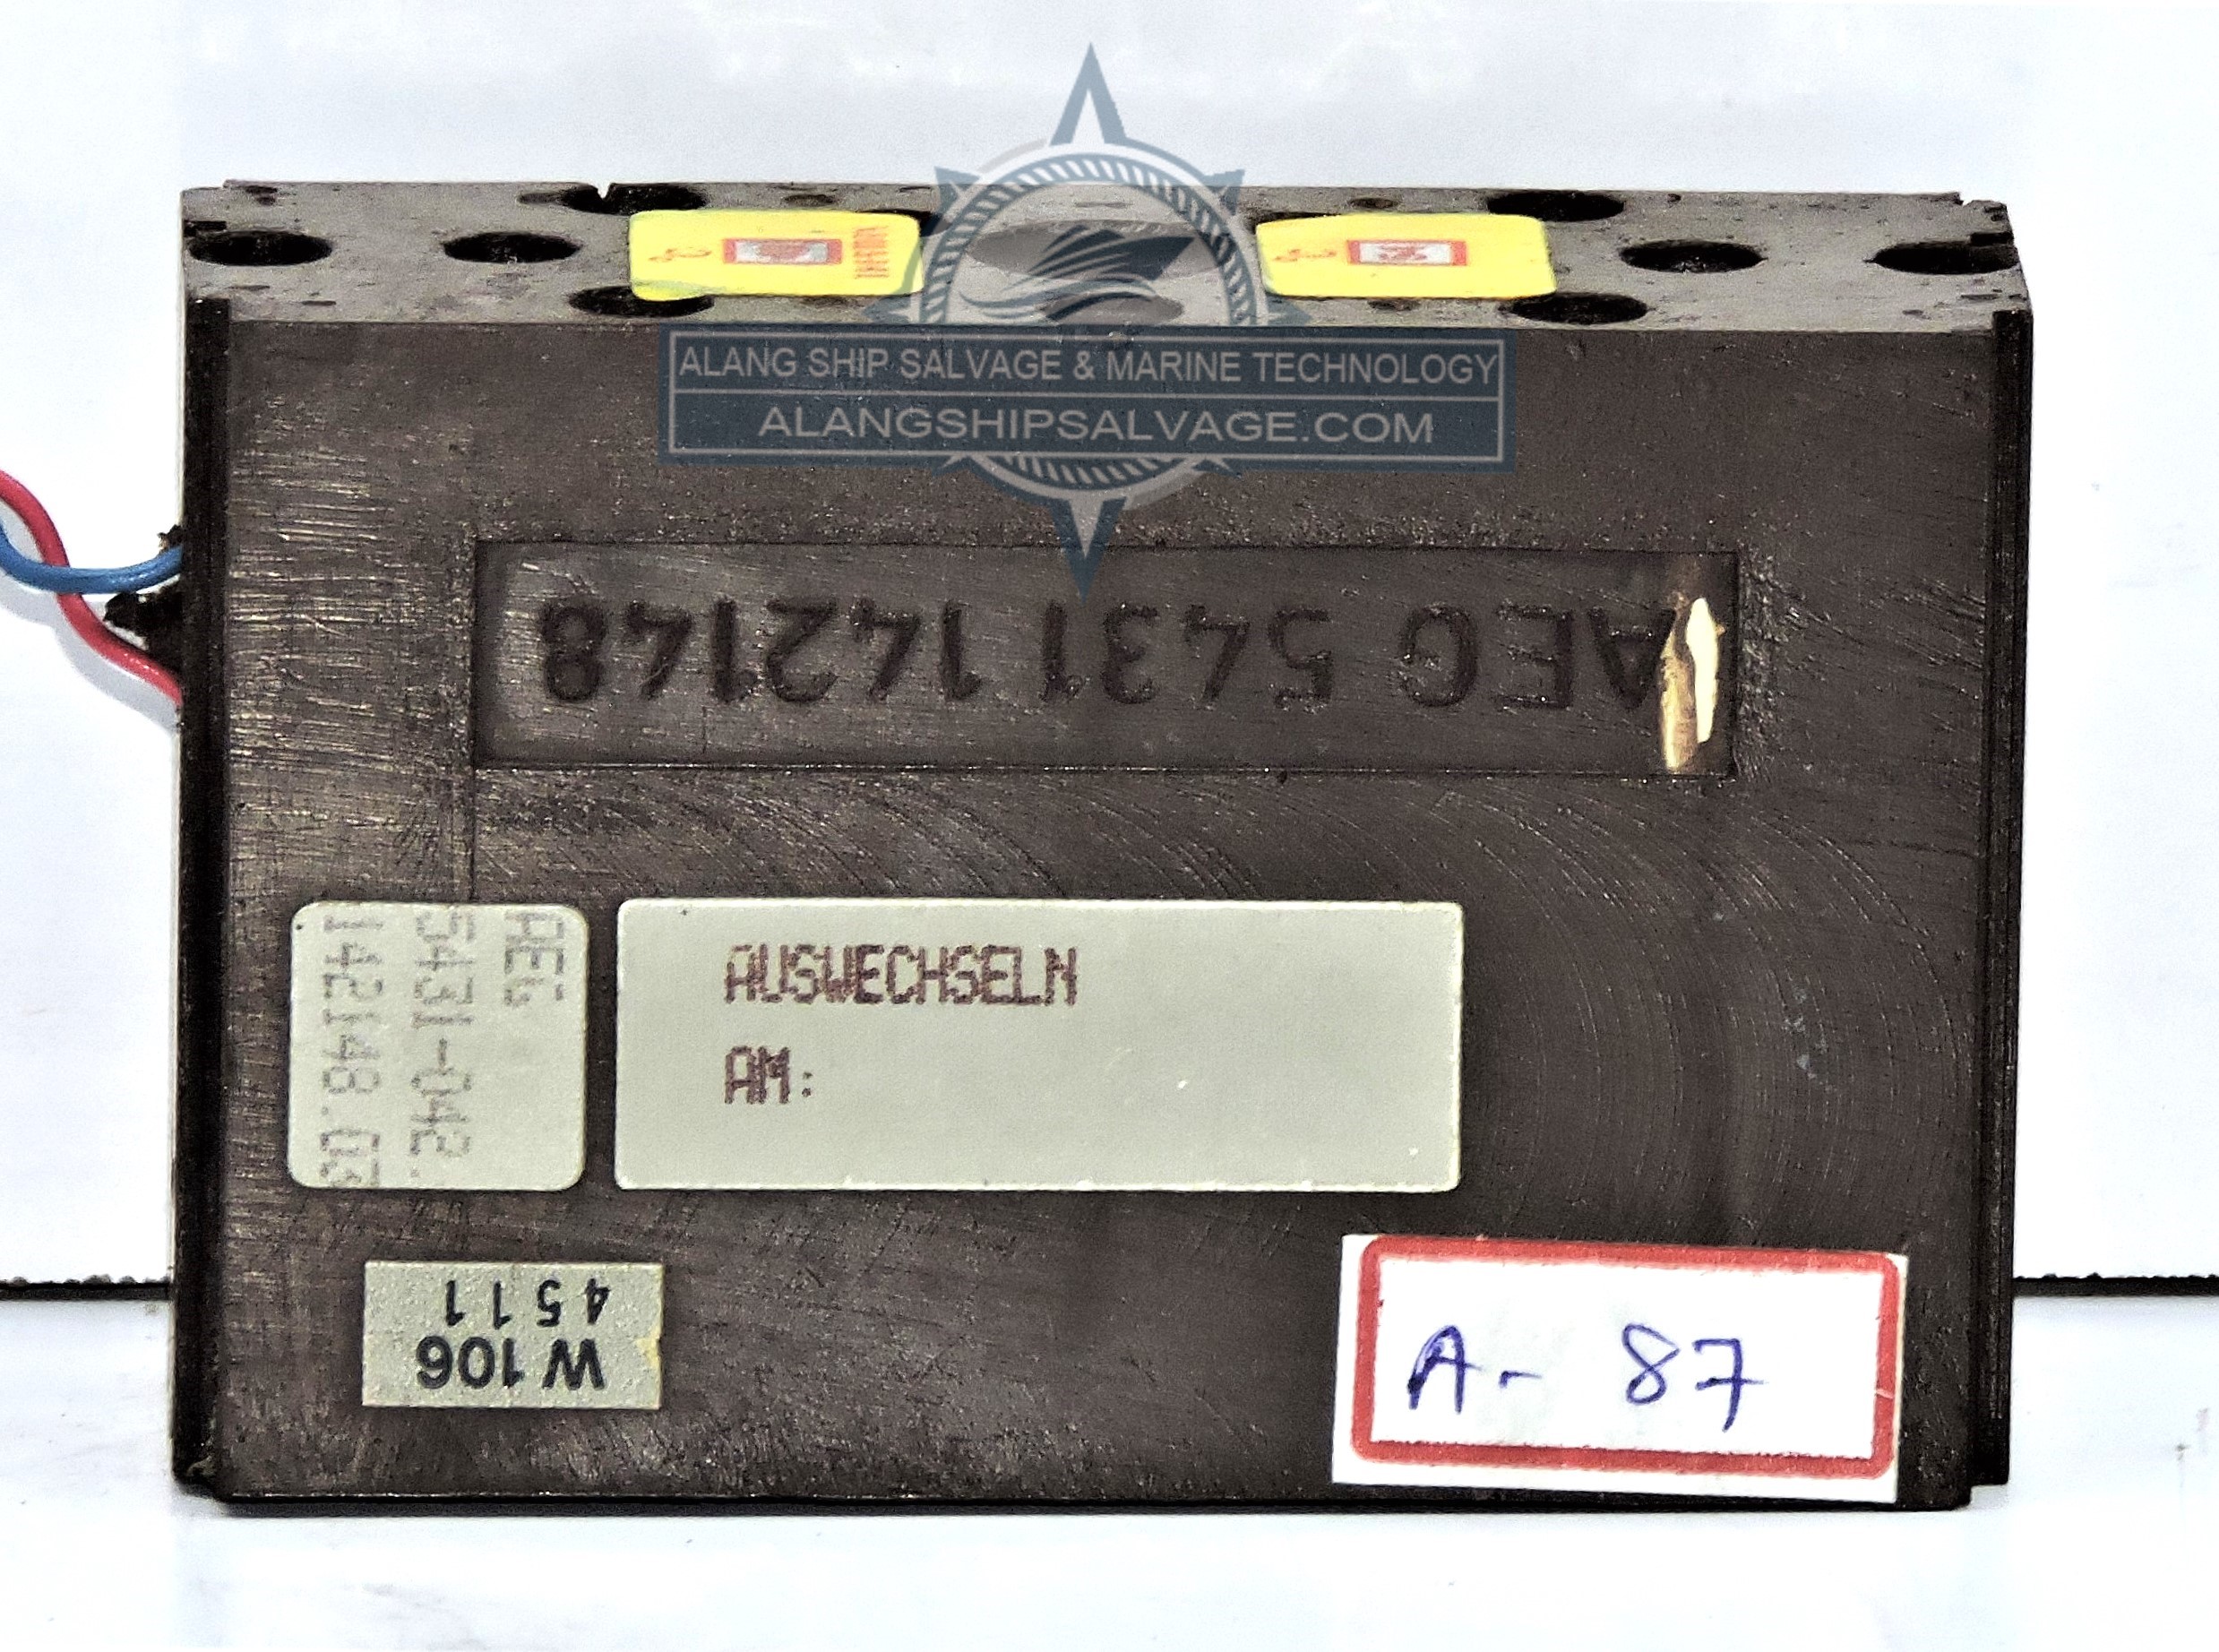 ALANG SHIP SALVAGE & MARINE TECHNOLOGY
ALANGSHIPSALVAGE.COM
AEG 5431 142148
AEG
5431-042.
142148.03
AUSWECHSELN
AM:
W 106
4511
A- 87